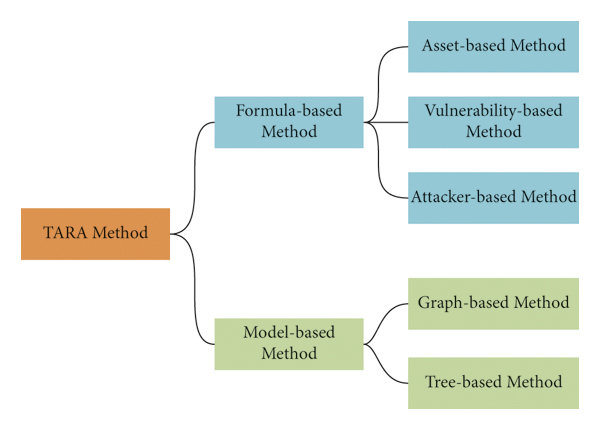 TARA Method
Formula-based
Method
Asset-based Method
Vulnerability-based
Method
Attacker-based Method
Model-based
Method
Graph-based Method
Tree-based Method